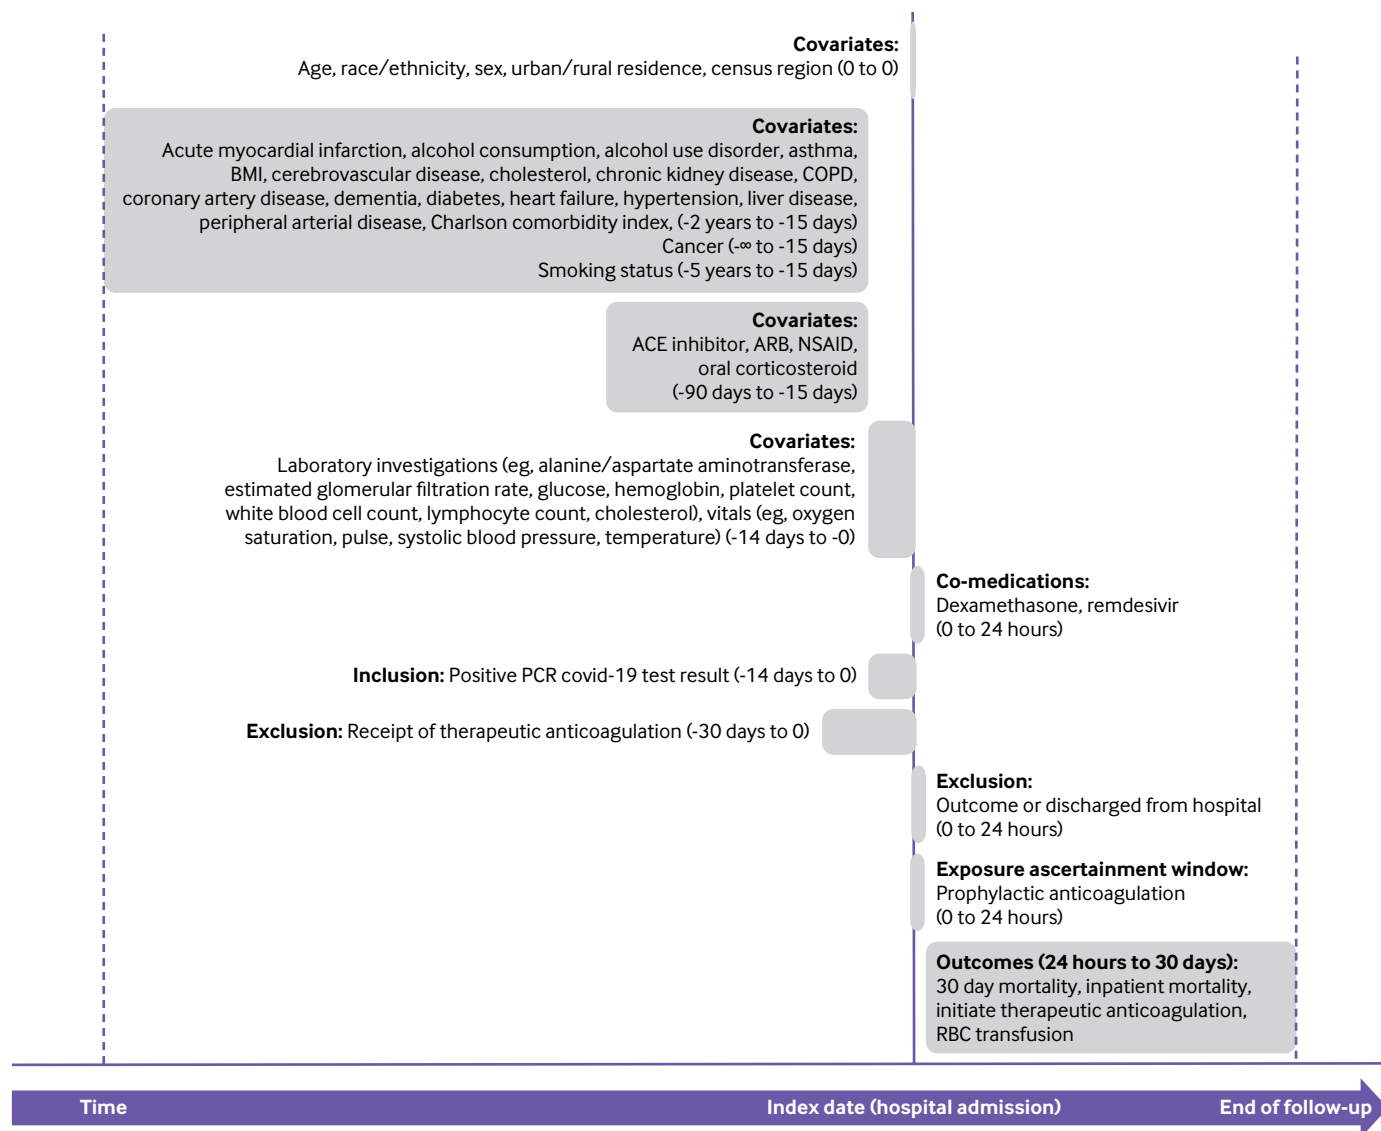 Covariates:
Age, race/ethnicity, sex, urban/rural residence, census region (0 to 0)
Covariates:
Acute myocardial infarction, alcohol consumption, alcohol use disorder, asthma,
BMI, cerebrovascular disease, cholesterol, chronic kidney disease, COPD,
coronary artery disease, dementia, diabetes, heart failure, hypertension, liver disease,
peripheral arterial disease, Charlson comorbidity index, (-2 years to -15 days)
Cancer (-∞ to -15 days)
Smoking status (-5 years to -15 days)
Covariates:
ACE inhibitor, ARB, NSAID,
oral corticosteroid
(-90 days to -15 days)
Covariates:
Laboratory investigations (eg, alanine/aspartate aminotransferase,
estimated glomerular filtration rate, glucose, hemoglobin, platelet count,
white blood cell count, lymphocyte count, cholesterol), vitals (eg, oxygen
saturation, pulse, systolic blood pressure, temperature) (-14 days to -0)
Co-medications:
Dexamethasone, remdesivir
(0 to 24 hours)
Inclusion: Positive PCR covid-19 test result (-14 days to 0)
Exclusion: Receipt of therapeutic anticoagulation (-30 days to 0)
Exclusion:
Outcome or discharged from hospital
(0 to 24 hours)
Exposure ascertainment window:
Prophylactic anticoagulation
(0 to 24 hours)
Outcomes (24 hours to 30 days):
30 day mortality, inpatient mortality,
initiate therapeutic anticoagulation,
RBC transfusion
Time
Index date (hospital admission)
End of follow-up